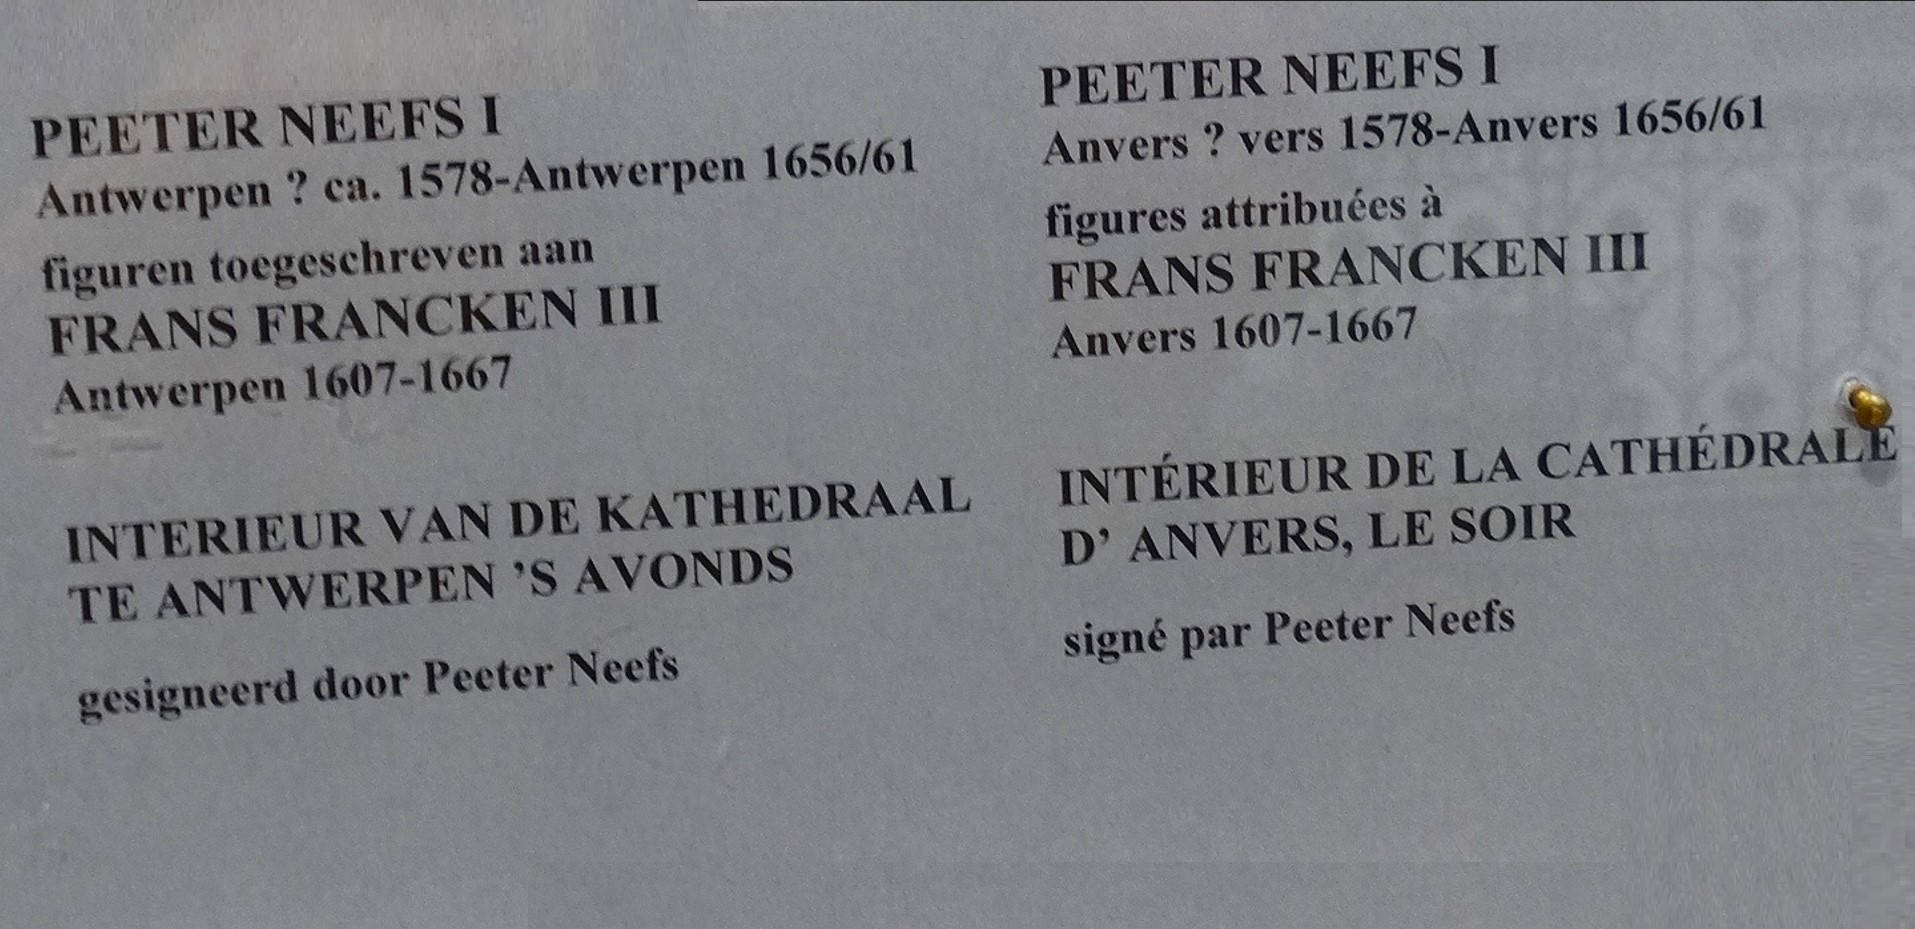 PEETER NEEFS I
Antwerpen ? ca. 1578-Antwerpen 1656/61
figuren toegeschreven aan
FRANS FRANCKEN III
Antwerpen 1607-1667
INTERIEUR VAN DE KATHEDRAAL
TE ANTWERPEN ’S AVONDS
gesigneerd door Peeter Neefs
PEETER NEEFS I
Anvers ? vers 1578-Anvers 1656/61
figures attribuées à
FRANS FRANCKEN III
Anvers 1607-1667
INTÉRIEUR DE LA CATHÉDRALE
D’ ANVERS, LE SOIR
signé par Peeter Neefs